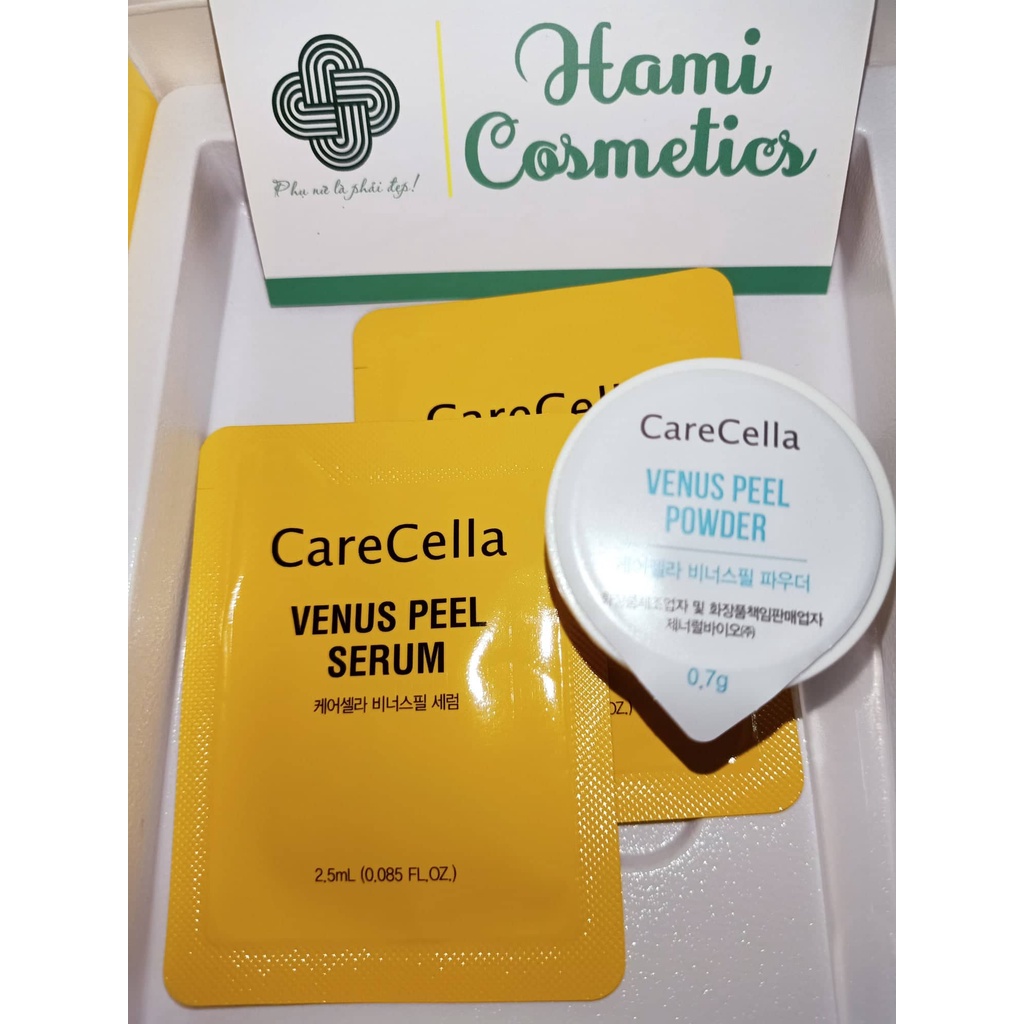 Hami
Cosmetics
Phụ nữ là phái đẹp!
CareCella
VENUS PEEL
POWDER
케어셀라 비너스필 파우더
화장품제조업자 및 화장품책임판매업자
제너럴바이오㈜
0.7g
CareCella
VENUS PEEL
SERUM
케어셀라 비너스필 세럼
2.5mL (0.085 FL.OZ.)
OZ.)